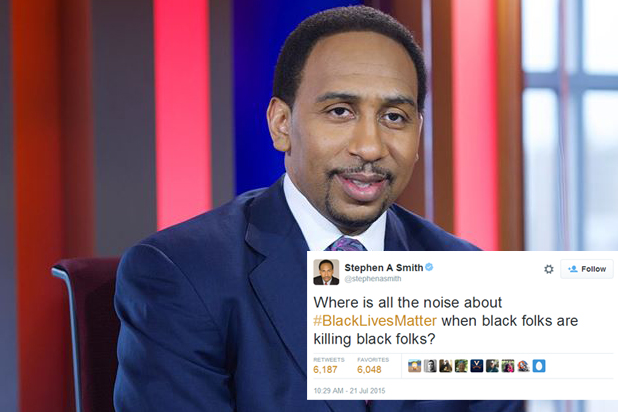 Stephen A Smith
@stephenasmith
Follow
Where is all the noise about
#BlackLivesMatter when black folks are
killing black folks?
RETWEETS FAVORITES
6,187 6,048
10:29 AM - 21 Jul 2015